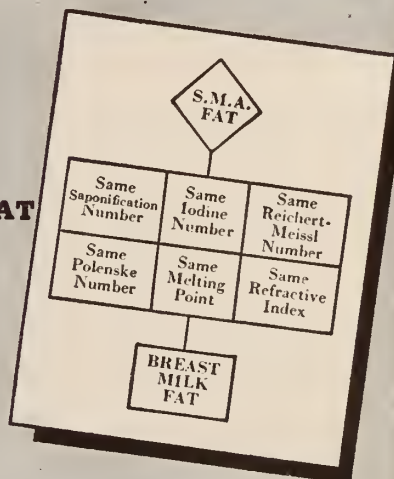 AT
S.M.A.
FAT
Same
Saponification
Number
Same
Iodine
Number
Same
Reichert-
Meissl
Number
Same
Polenske
Number
Same
Melting
Point
Same
Refractive
Index
BREAST
MILK
FAT